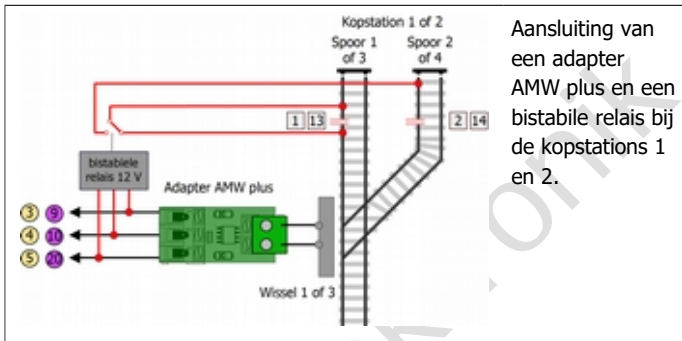 Kopstation 1 of 2
Spoor 1
of 3
Spoor 2
of 4
1 13
2 14
bistabiele
relais 12 V
Adapter AMW plus
3 9
4 10
5 20
Wissel 1 of 3
Aansluiting van
een adapter
AMW plus en een
bistabile relais bij
de kopstations 1
en 2.
onik